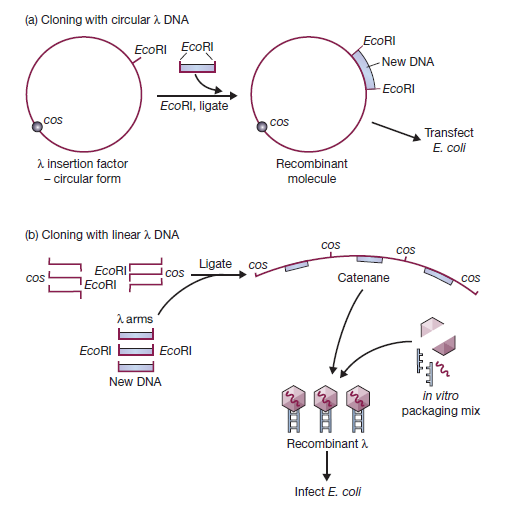 (a) Cloning with circular λ DNA
EcoRI
EcoRI
EcoRI, ligate
cos
λ insertion factor
– circular form
EcoRI
New DNA
EcoRI
cos
Recombinant
molecule
Transfect
E. coli
(b) Cloning with linear λ DNA
cos
EcoRI
EcoRI
cos
Ligate
cos
cos
cos
cos
Catenane
λ arms
EcoRI
EcoRI
New DNA
in vitro
packaging mix
Recombinant λ
Infect E. coli